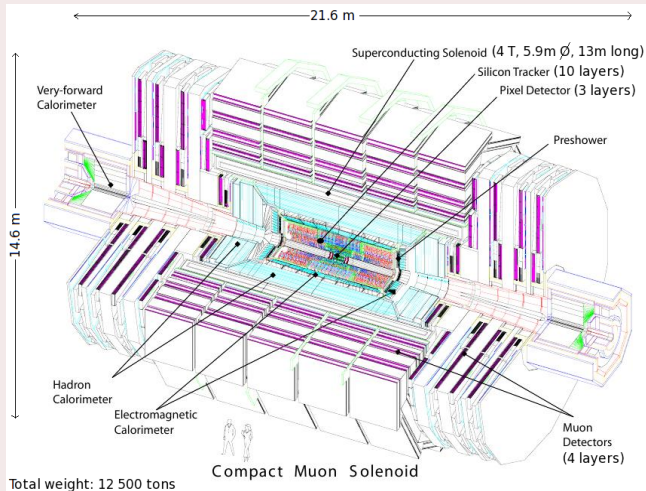 21.6 m
Superconducting Solenoid (4 T, 5.9m Ø, 13m long)
Silicon Tracker (10 layers)
Pixel Detector (3 layers)
Very-forward
Calorimeter
Preshower
14.6 m
Hadron
Calorimeter
Electromagnetic
Calorimeter
Muon
Detectors
(4 layers)
Compact Muon Solenoid
Total weight: 12 500 tons